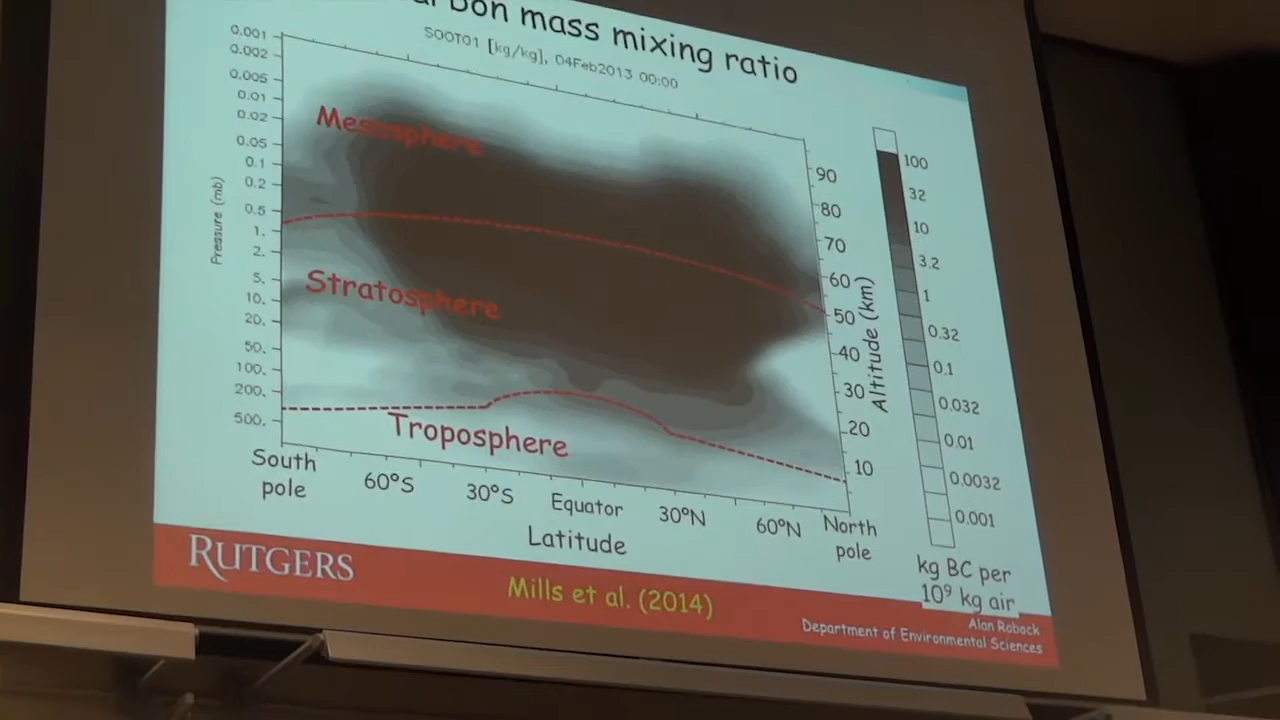 mass mixing ratio
SOOT01 [kg/kg], 04Feb2013 00:00
0.001
0.002
0.005
0.01
0.02
0.05
0.1
0.2
0.5
1.
2.
5.
10.
20.
50.
100.
200.
500.
Pressure (mb)
Mesosphere
Stratosphere
Troposphere
90
80
70
60
50
40
30
20
10
Altitude (km)
100
32
10
3.2
1
0.32
0.1
0.032
0.01
0.0032
0.001
kg BC per
10⁹ kg air
South
pole
60°S
30°S
Equator
30°N
60°N
North
pole
Latitude
RUTGERS
Mills et al. (2014)
Alan Robock
Department of Environmental Sciences